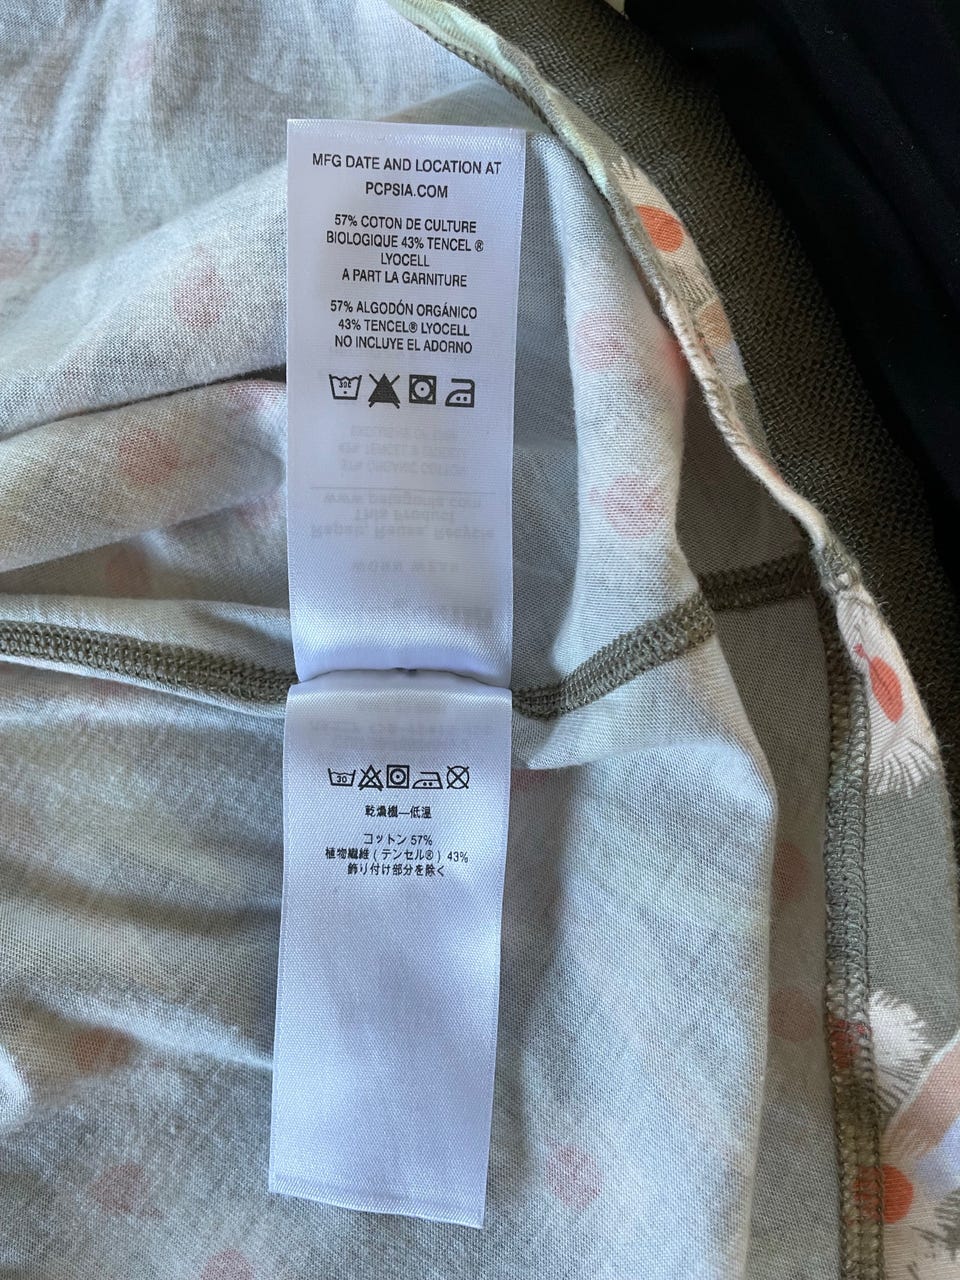 MFG DATE AND LOCATION AT
PCPSIA.COM
57% COTON DE CULTURE
BIOLOGIQUE 43% TENCEL ®
LYOCELL
A PART LA GARNITURE
57% ALGODÓN ORGÁNICO
43% TENCEL® LYOCELL
NO INCLUYE EL ADORNO
30C
30
乾燥機—低温
コットン 57%
植物繊維 ( テンセル® ) 43%
飾り付け部分を除く